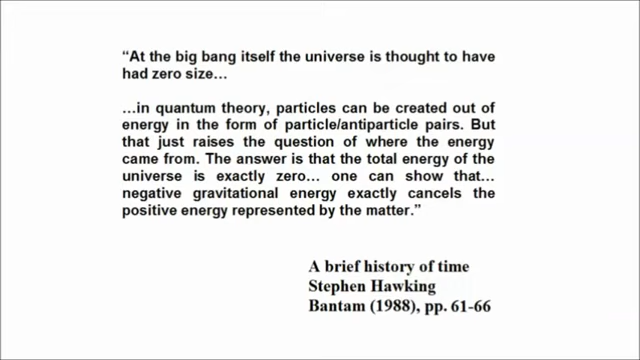 “At the big bang itself the universe is thought to have
had zero size…
…in quantum theory, particles can be created out of
energy in the form of particle/antiparticle pairs. But
that just raises the question of where the energy
came from. The answer is that the total energy of the
universe is exactly zero… one can show that…
negative gravitational energy exactly cancels the
positive energy represented by the matter.”
A brief history of time
Stephen Hawking
Bantam (1988), pp. 61-66